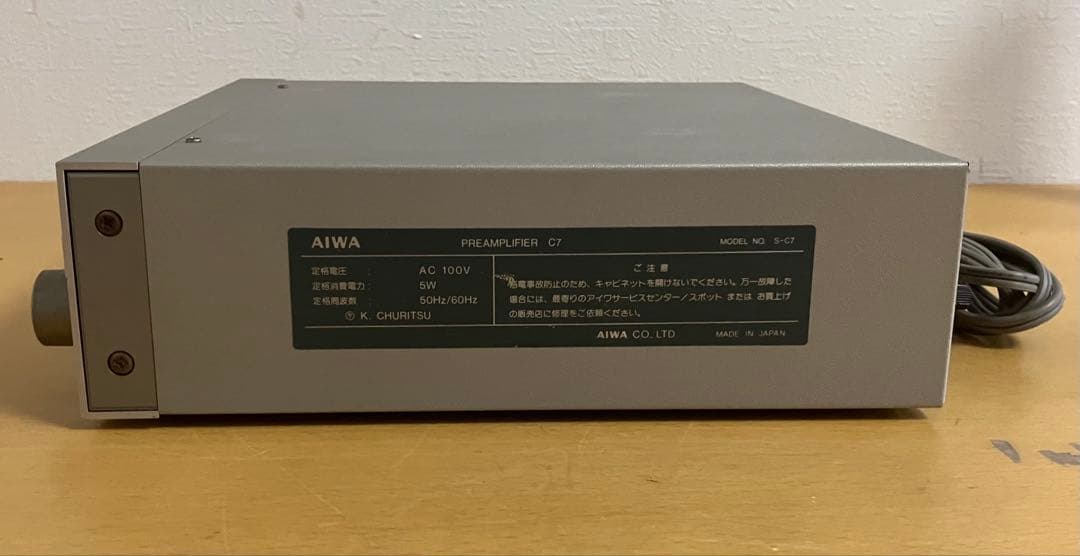 AIWA PREAMPLIFIER C7 MODEL NO. S-C7
定格電圧 : AC 100V
定格消費電力 : 5W
定格周波数 : 50Hz/60Hz
K. CHURITSU
ご注意
電事故防止のため、キャビネットを開けないでください。万一故障した
場合には、最寄りのアイワサービスセンター/スポット または お買上げ
の販売店に修理をご依頼ください。
AIWA CO. LTD MADE IN JAPAN